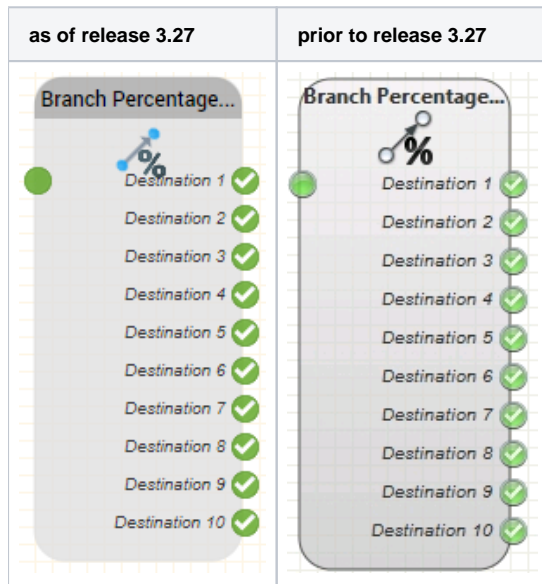 as of release 3.27
prior to release 3.27
Branch Percentage...
%
Destination 1
Destination 2
Destination 3
Destination 4
Destination 5
Destination 6
Destination 7
Destination 8
Destination 9
Destination 10
Branch Percentage...
%
Destination 1
Destination 2
Destination 3
Destination 4
Destination 5
Destination 6
Destination 7
Destination 8
Destination 9
Destination 10